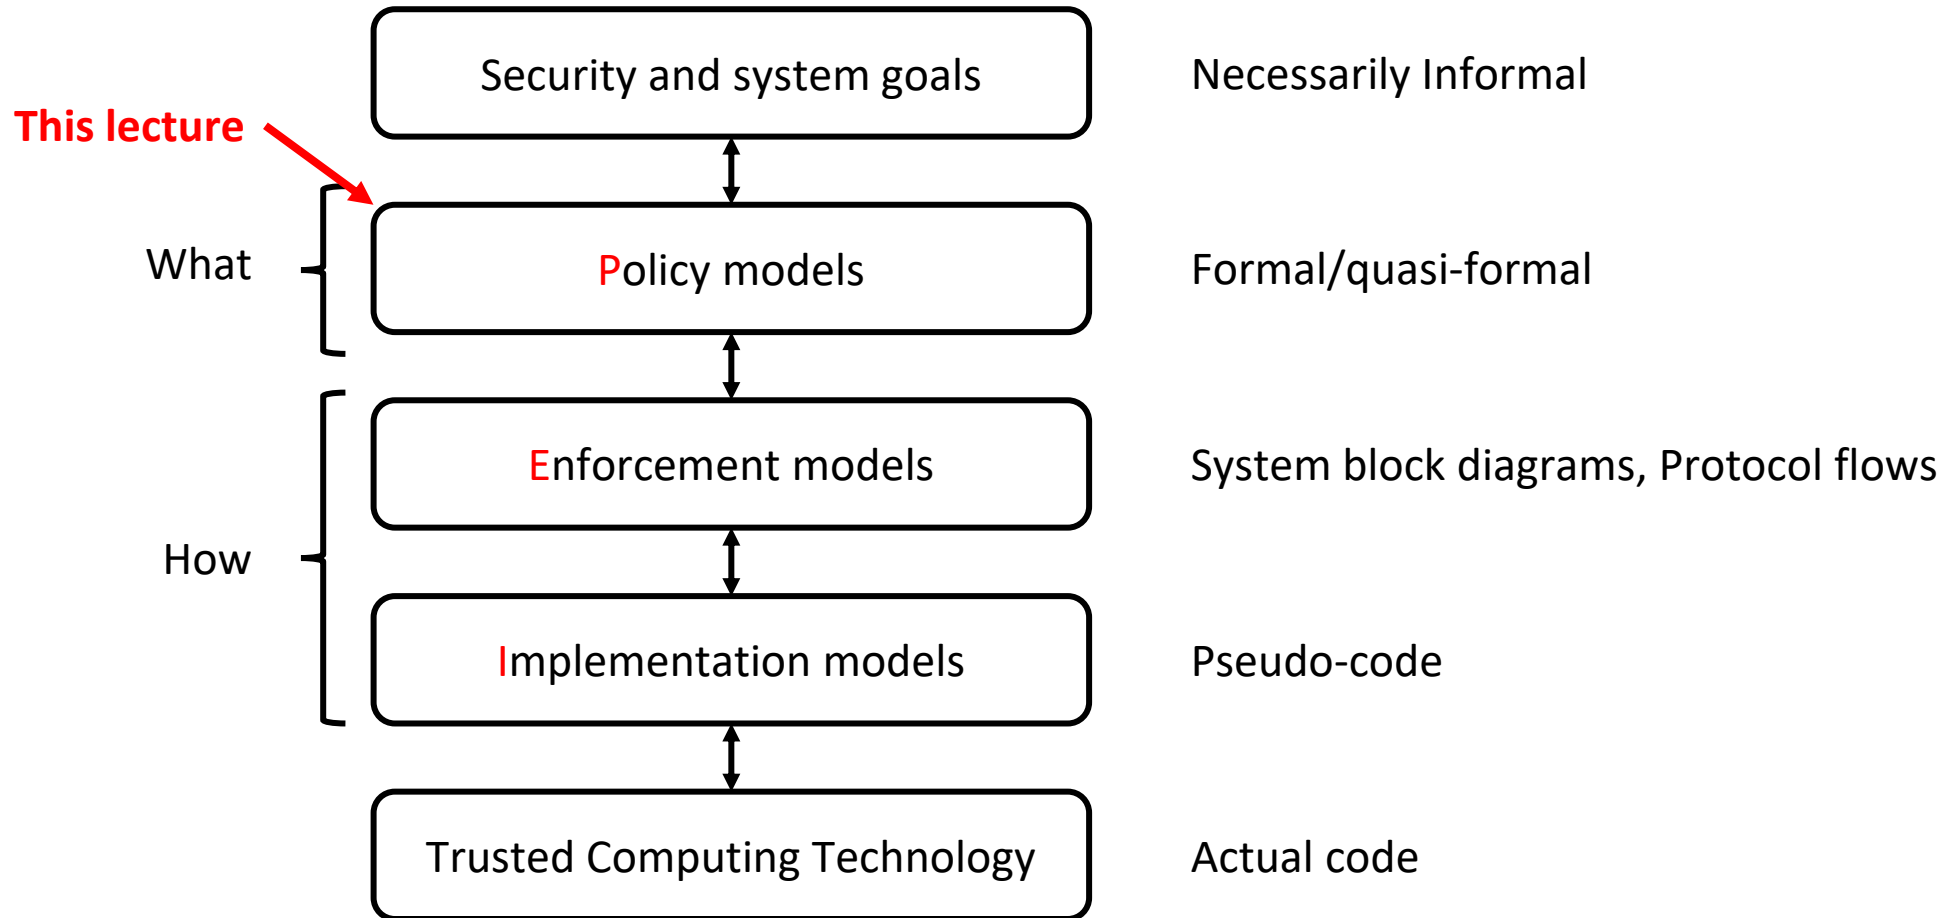 Security and system goals
Necessarily Informal
This lecture
What
Policy models
Formal/quasi-formal
Enforcement models
System block diagrams, Protocol flows
How
Implementation models
Pseudo-code
Trusted Computing Technology
Actual code